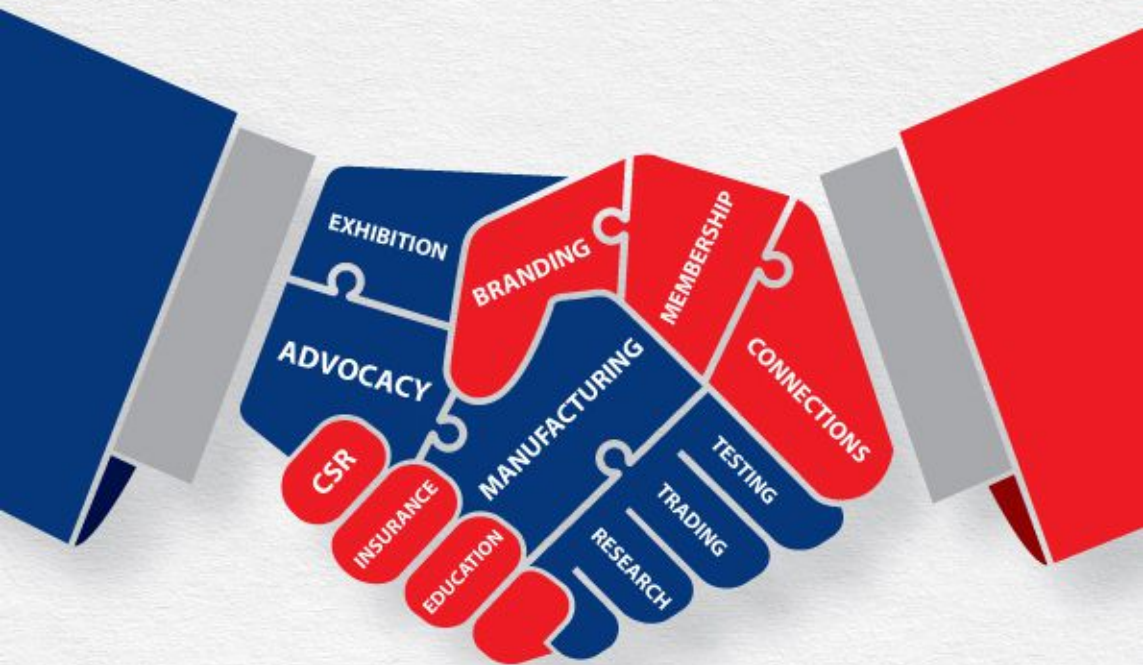 EXHIBITION
BRANDING
MEMBERSHIP
ADVOCACY
MANUFACTURING
CONNECTIONS
CSR
INSURANCE
EDUCATION
TESTING
TRADING
RESEARCH